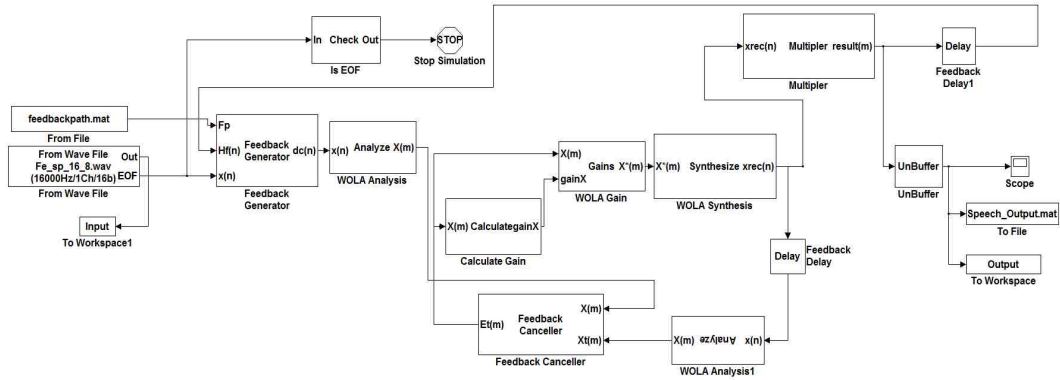 In Check Out
Is EOF
STOP
Stop Simulation
xrec(n) Multipler result(m)
Multipler
Delay
Feedback
Delay1
feedbackpath.mat
From File
From Wave File
Fe_sp_16_8.wav
(16000Hz/1Ch/16b)
Out
EOF
From Wave File
Input
To Workspace1
Fp
Hf(n)
x(n)
Feedback
Generator
dc(n)
Feedback
Generator
x(n) Analyze X(m)
WOLA Analysis
X(m)
gainX
Gains X"(m)
WOLA Gain
X"(m) Synthesize xrec(n)
WOLA Synthesis
X(m) CalculategainX
Calculate Gain
Delay
Feedback
Delay
UnBuffer
UnBuffer
Scope
Speech_Output.mat
To File
Output
To Workspace
Et(m)
Feedback
Canceller
X(m)
Xt(m)
Feedback Canceller
X(m) Analyze x(n)
WOLA Analysis1